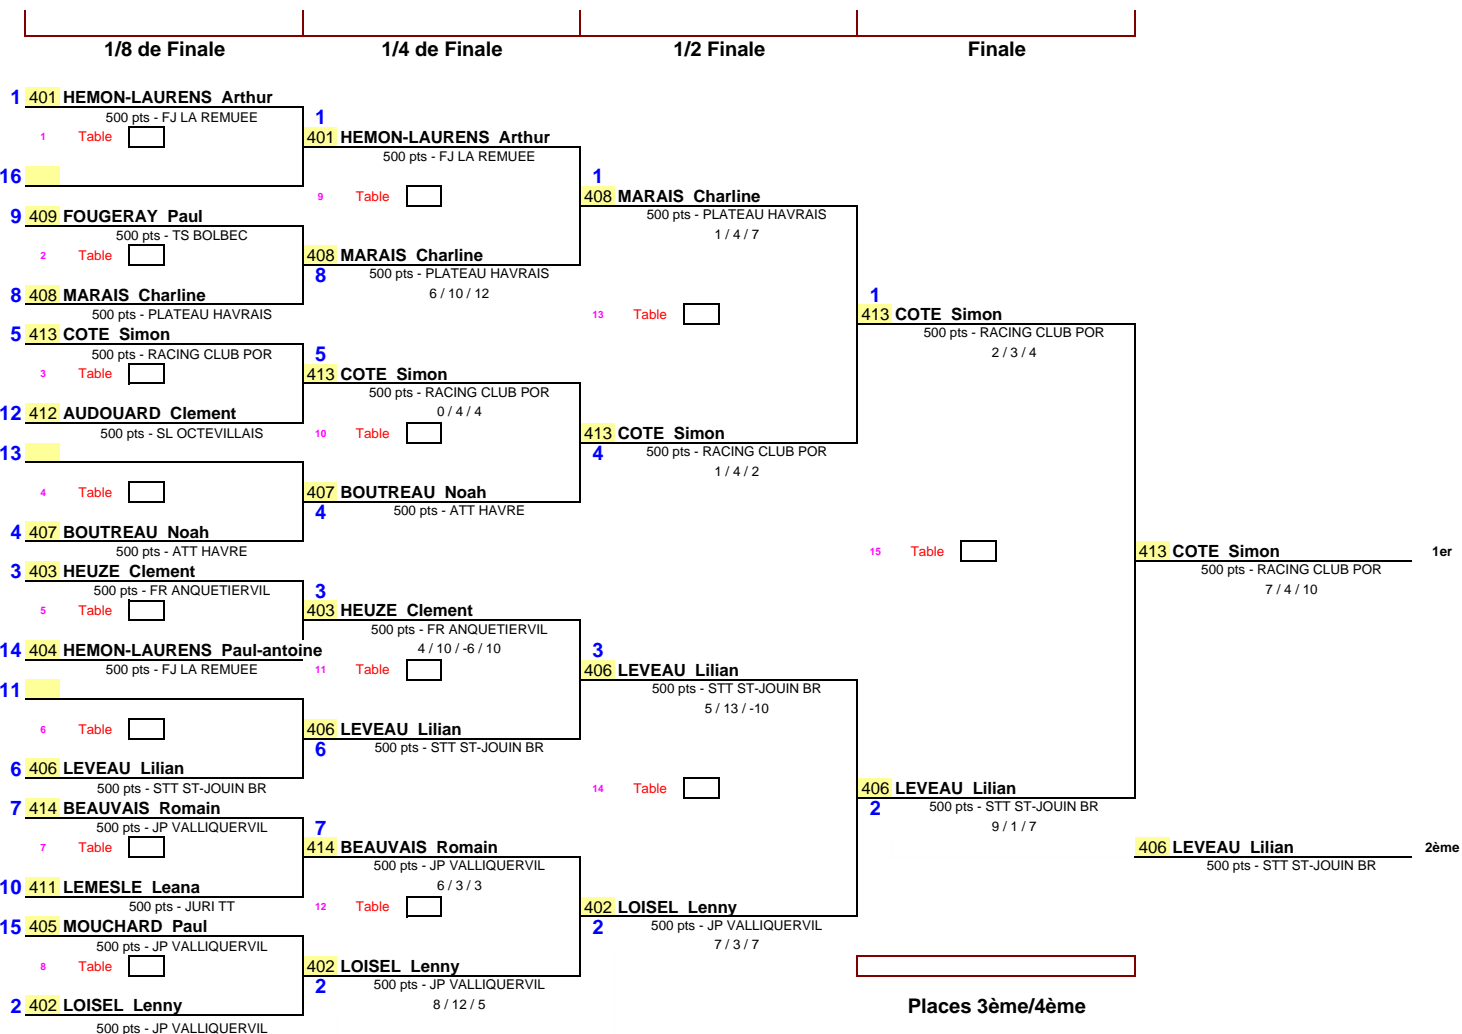 1/8 de Finale
1/4 de Finale
1/2 Finale
Finale
1 401 HEMON-LAURENS Arthur
500 pts - FJ LA REMUEE
1 Table
16
9 409 FOUGERAY Paul
500 pts - TS BOLBEC
2 Table
8 408 MARAIS Charline
500 pts - PLATEAU HAVRAIS
5 413 COTE Simon
500 pts - RACING CLUB POR
3 Table
12 412 AUDOUARD Clement
500 pts - SL OCTEVILLAIS
13
4 Table
4 407 BOUTREAU Noah
500 pts - ATT HAVRE
3 403 HEUZE Clement
500 pts - FR ANQUETIERVIL
5 Table
14 404 HEMON-LAURENS Paul-antoine
500 pts - FJ LA REMUEE
11
6 Table
6 406 LEVEAU Lilian
500 pts - STT ST-JOUIN BR
7 414 BEAUVAIS Romain
500 pts - JP VALLIQUERVIL
7 Table
10 411 LEMESLE Leana
500 pts - JURI TT
15 405 MOUCHARD Paul
500 pts - JP VALLIQUERVIL
8 Table
2 402 LOISEL Lenny
500 pts - JP VALLIQUERVIL
1
401 HEMON-LAURENS Arthur
500 pts - FJ LA REMUEE
9 Table
408 MARAIS Charline
8 500 pts - PLATEAU HAVRAIS
6 / 10 / 12
5
413 COTE Simon
500 pts - RACING CLUB POR
0 / 4 / 4
10 Table
407 BOUTREAU Noah
4 500 pts - ATT HAVRE
3
403 HEUZE Clement
500 pts - FR ANQUETIERVIL
4 / 10 / -6 / 10
11 Table
406 LEVEAU Lilian
6 500 pts - STT ST-JOUIN BR
7
414 BEAUVAIS Romain
500 pts - JP VALLIQUERVIL
6 / 3 / 3
12 Table
402 LOISEL Lenny
2 500 pts - JP VALLIQUERVIL
8 / 12 / 5
1
408 MARAIS Charline
500 pts - PLATEAU HAVRAIS
1 / 4 / 7
13 Table
413 COTE Simon
4 500 pts - RACING CLUB POR
1 / 4 / 2
3
406 LEVEAU Lilian
500 pts - STT ST-JOUIN BR
5 / 13 / -10
14 Table
402 LOISEL Lenny
2 500 pts - JP VALLIQUERVIL
7 / 3 / 7
1
413 COTE Simon
500 pts - RACING CLUB POR
2 / 3 / 4
15 Table
406 LEVEAU Lilian
2 500 pts - STT ST-JOUIN BR
9 / 1 / 7
413 COTE Simon 1er
500 pts - RACING CLUB POR
7 / 4 / 10
406 LEVEAU Lilian 2ème
500 pts - STT ST-JOUIN BR
Places 3ème/4ème